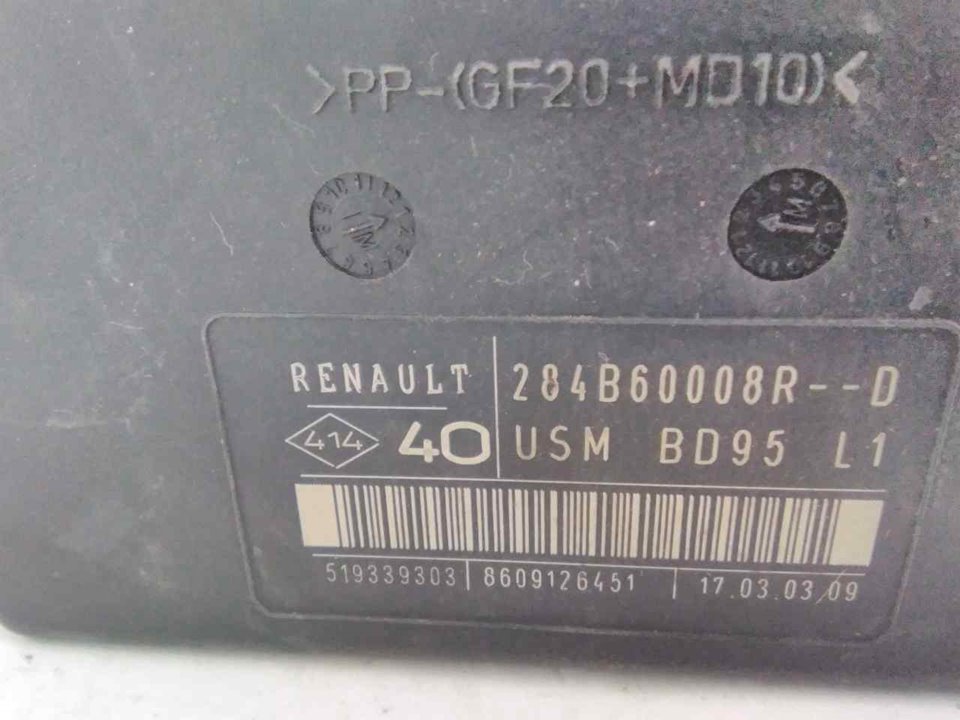 >PP-(GF20+MD10)<
RENAULT 284B60008R--D
414 40 USM BD95 L1
519339303 8609126451 17.03.03/09